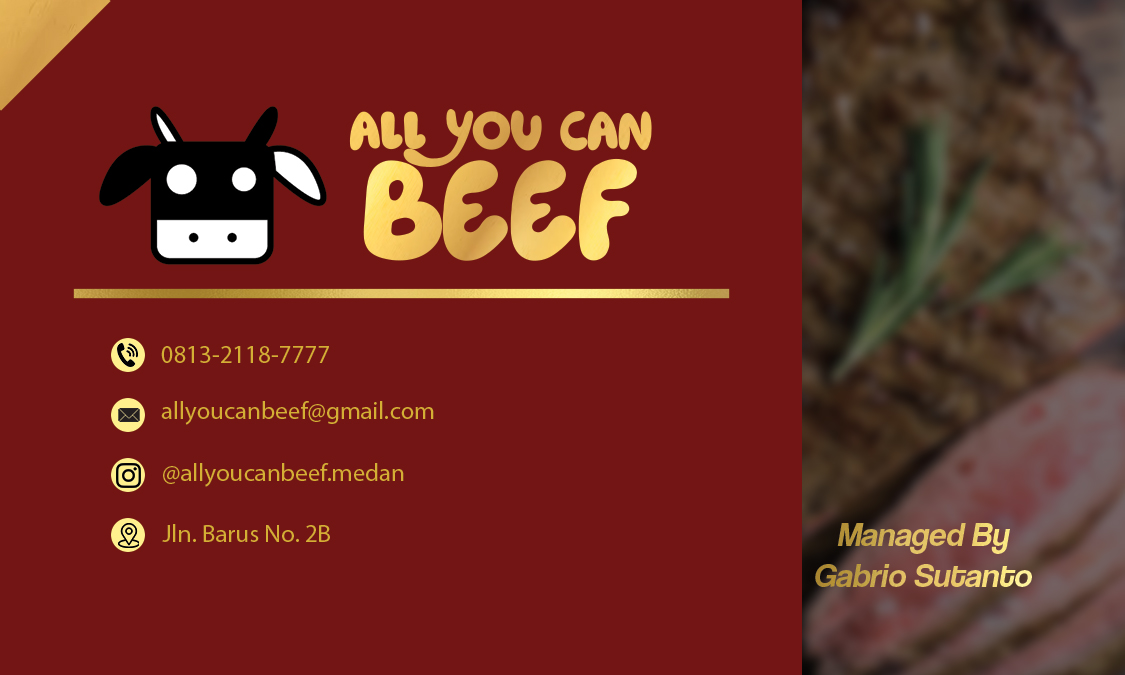 ALL YOU CAN
BEEF
0813-2118-7777
allyoucanbeef@gmail.com
@allyoucanbeef.medan
Jln. Barus No. 2B
Managed By
Gabrio Sutanto